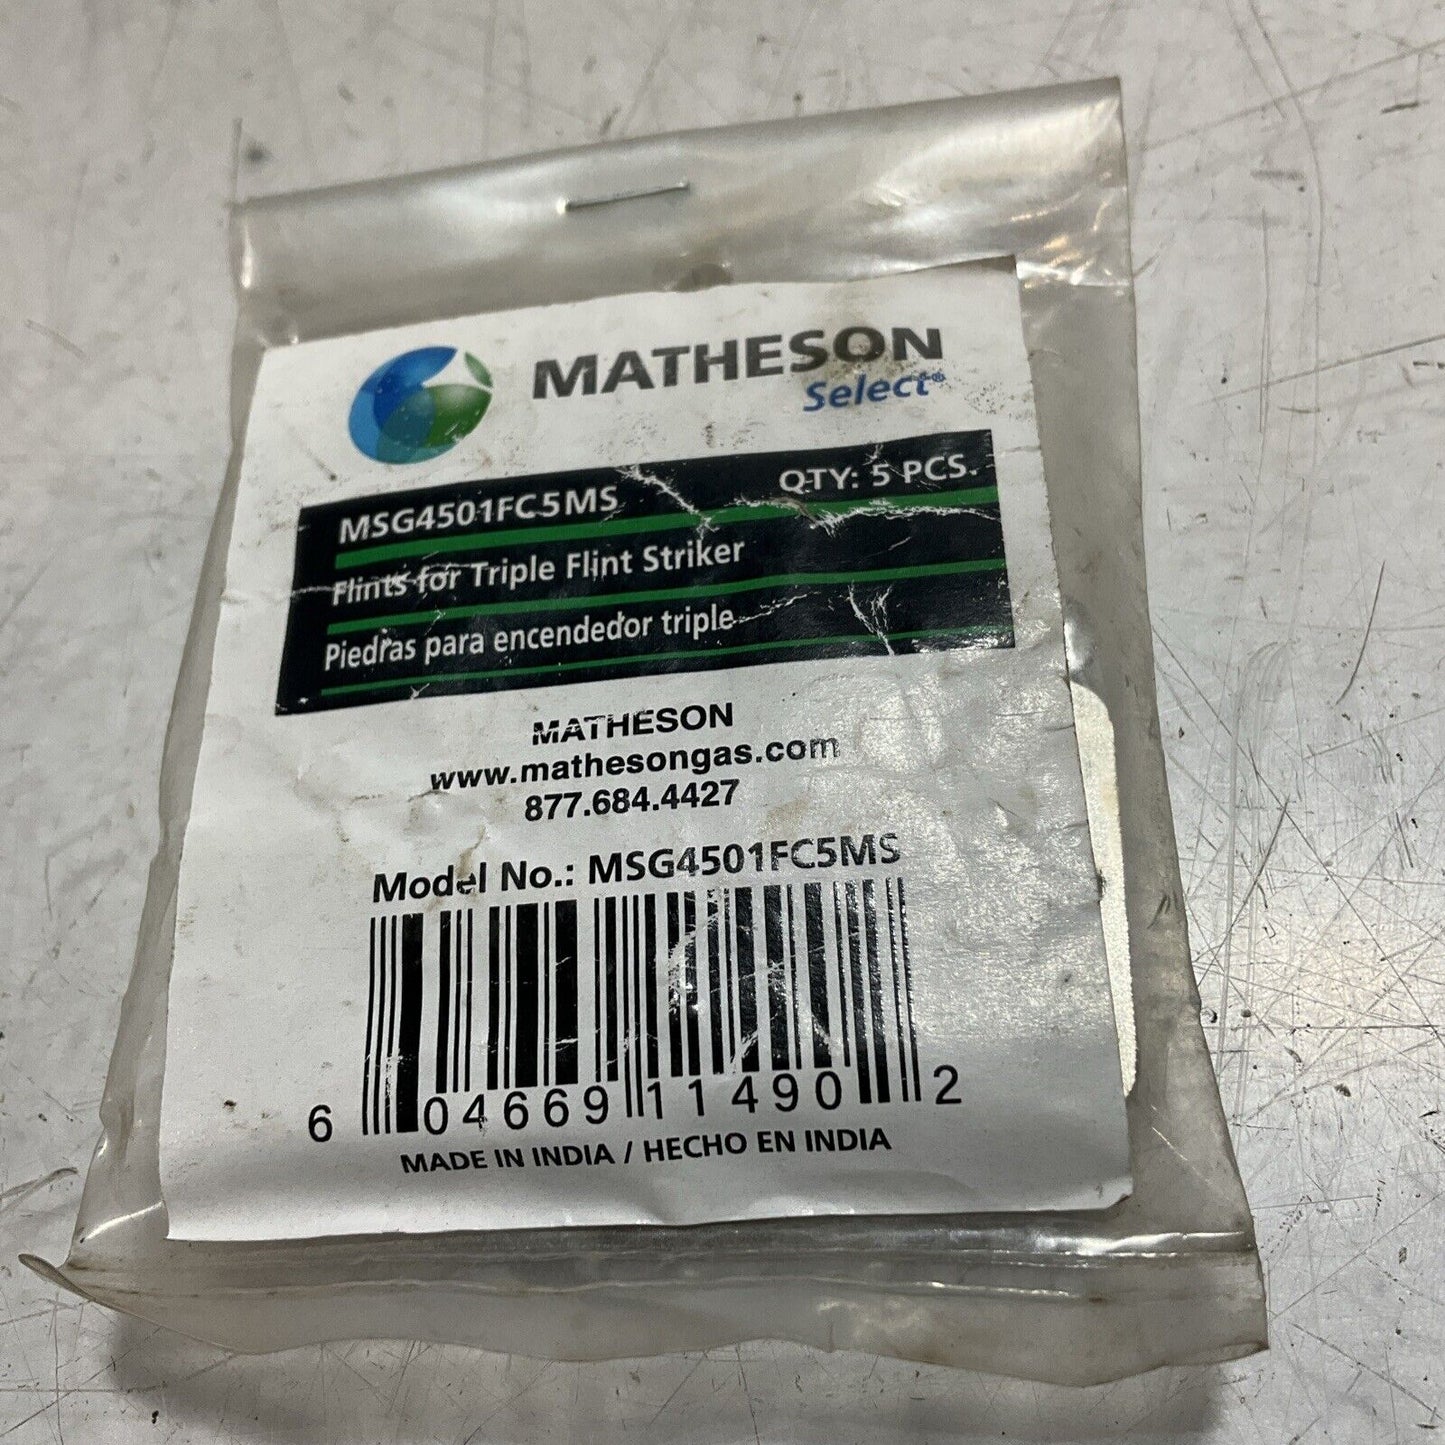 MATHESON
Select®
MSG4501FC5MS QTY: 5 PCS.
Flints for Triple Flint Striker
Piedras para encendedor triple
MATHESON
www.mathesongas.com
877.684.4427
Model No.: MSG4501FC5MS
6 04669 11490 2
MADE IN INDIA / HECHO EN INDIA